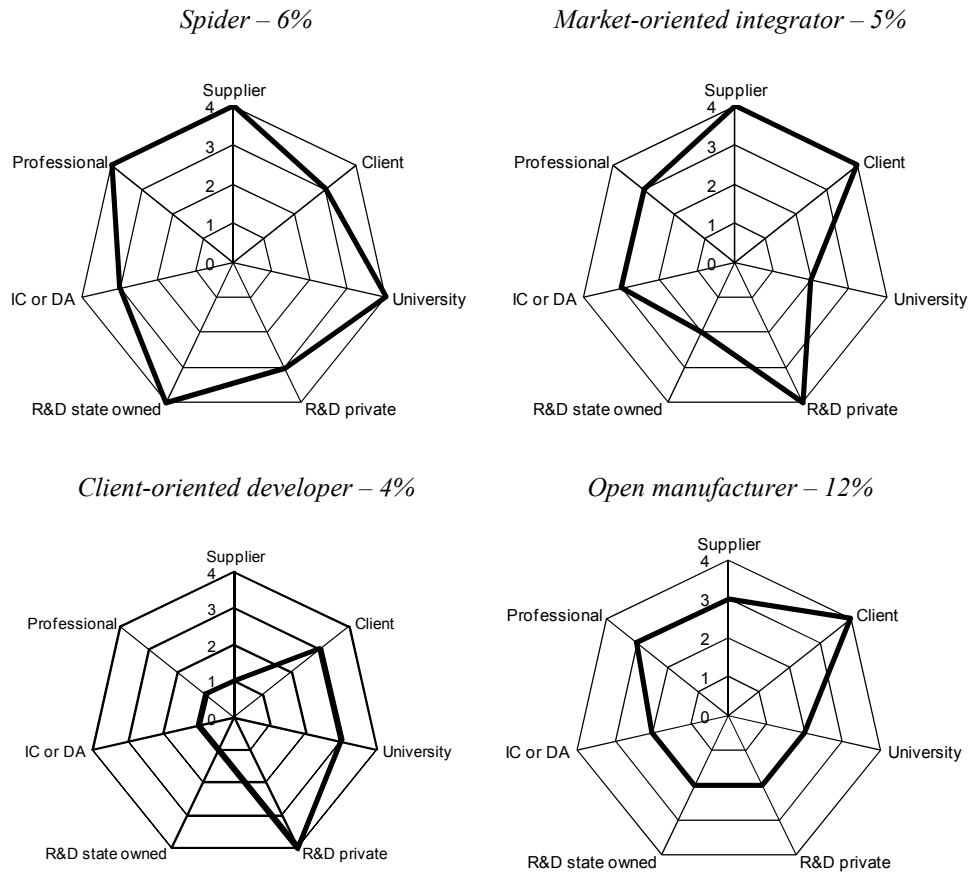 Spider – 6%
Market-oriented integrator – 5%
Supplier
4
Professional
3
Client
2
1
0
IC or DA
University
R&D state owned
R&D private
Supplier
4
Professional
3
Client
2
1
0
IC or DA
University
R&D state owned
R&D private
Client-oriented developer – 4%
Open manufacturer – 12%
Supplier
4
Professional
3
Client
2
1
0
IC or DA
University
R&D state owned
R&D private
Supplier
4
Professional
3
Client
2
1
0
IC or DA
University
R&D state owned
R&D private